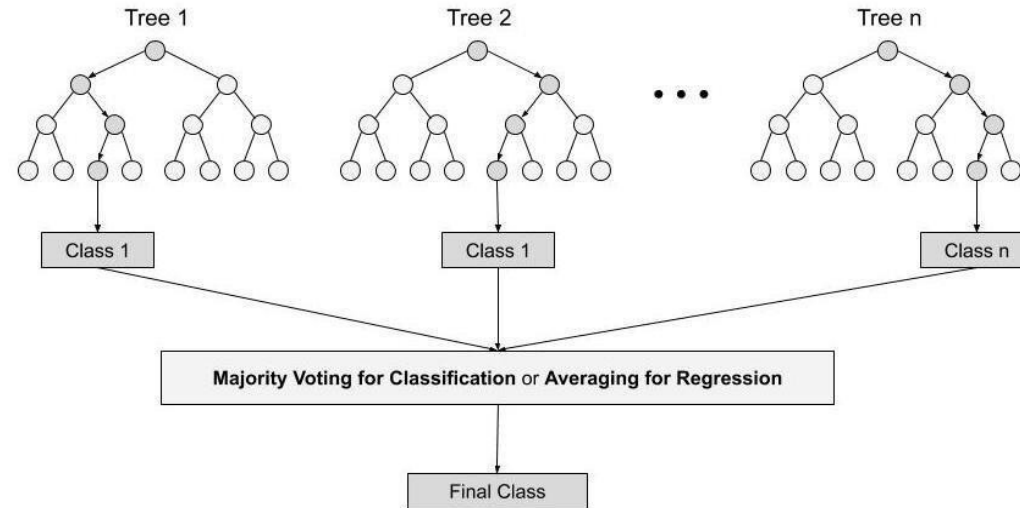 Tree 1
Tree 2
Tree n
Class 1
Class 1
Class n
Majority Voting for Classification or Averaging for Regression
Final Class